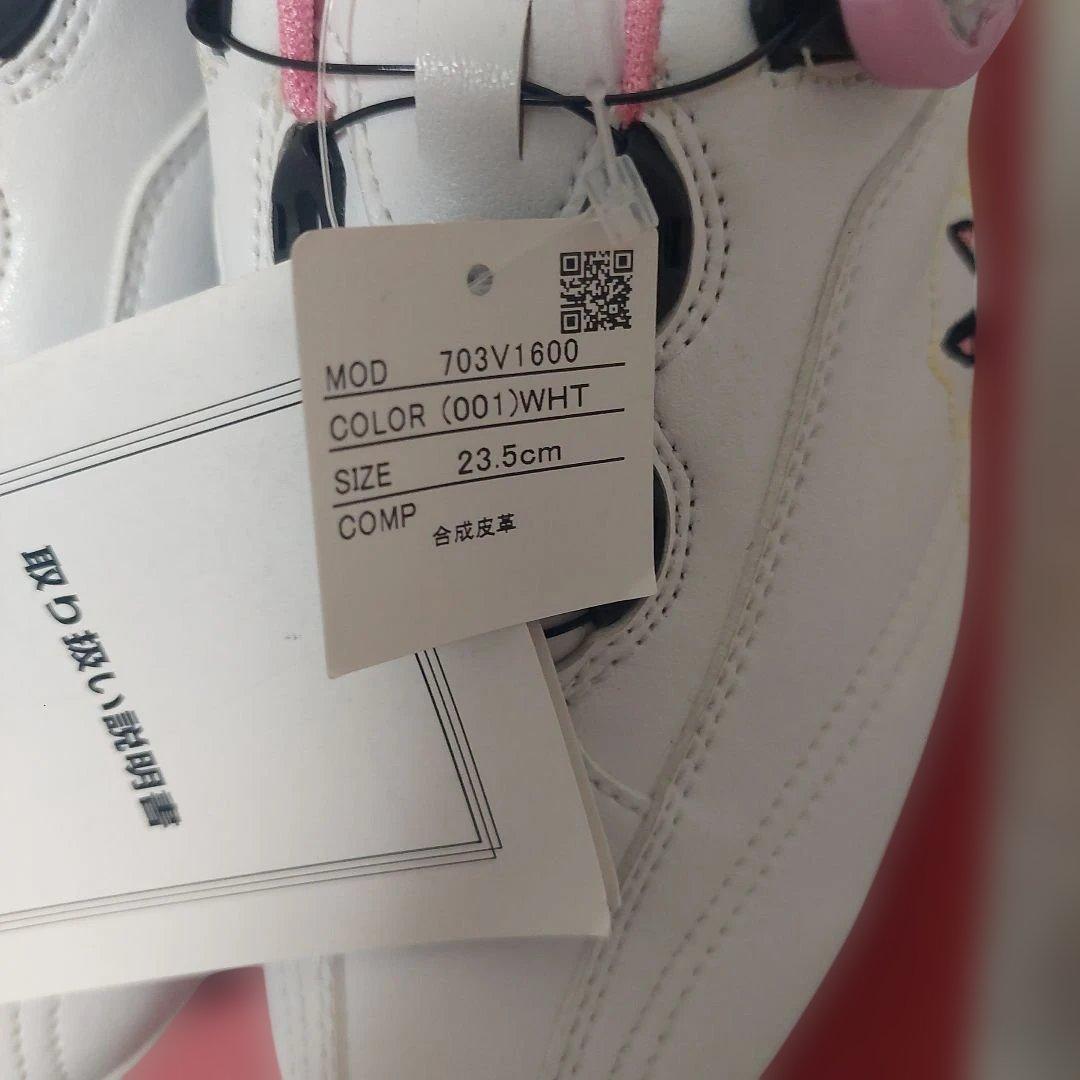 MOD 703V1600
COLOR (001)WHT
SIZE 23.5cm
COMP 合成皮革
取り扱い説明書